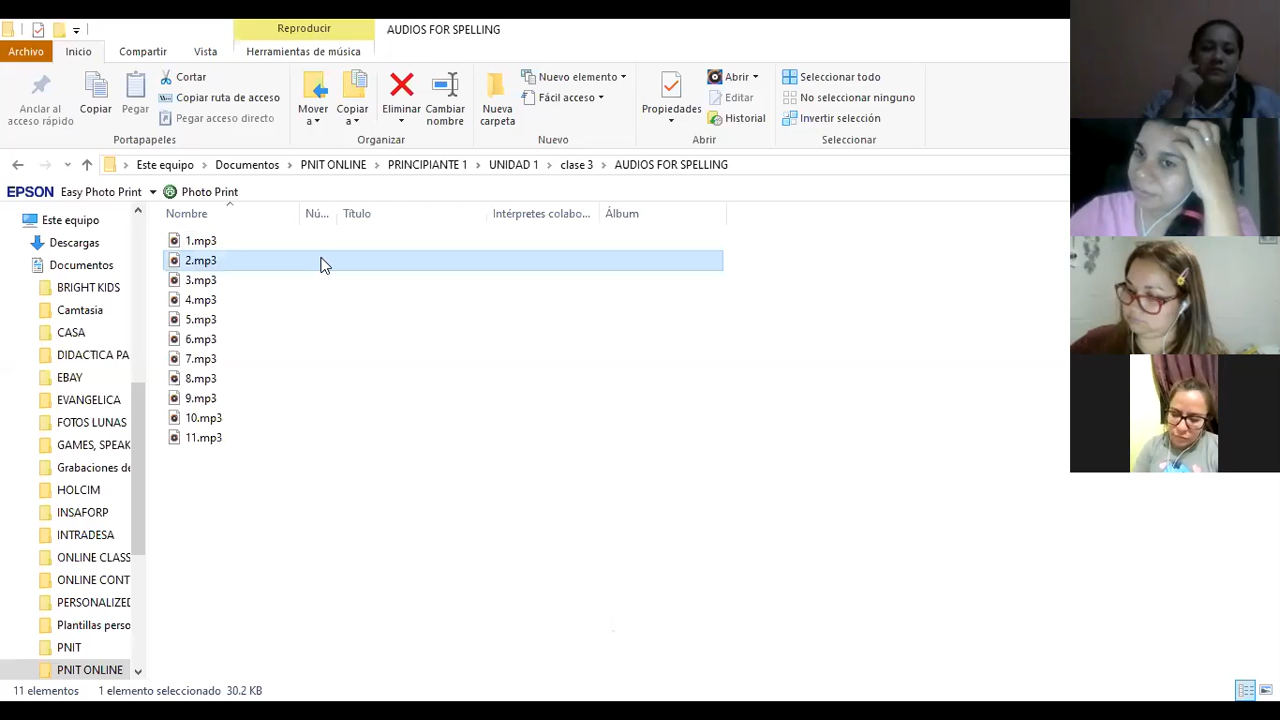 Reproducir
AUDIOS FOR SPELLING
Archivo
Inicio
Compartir
Vista
Herramientas de música
Anclar al
acceso rápido
Copiar
Pegar
Cortar
Copiar ruta de acceso
Pegar acceso directo
Portapapeles
Mover
a
Copiar
a
Eliminar
Cambiar
nombre
Organizar
Nueva
carpeta
Nuevo elemento
Fácil acceso
Nuevo
Propiedades
Abrir
Editar
Historial
Abrir
Seleccionar todo
No seleccionar ninguno
Invertir selección
Seleccionar
Este equipo
Documentos
PNIT ONLINE
PRINCIPIANTE 1
UNIDAD 1
clase 3
AUDIOS FOR SPELLING
EPSON
Easy Photo Print
Photo Print
Nombre
Nú...
Título
Intérpretes colabo...
Álbum
Este equipo
Descargas
Documentos
BRIGHT KIDS
Camtasia
CASA
DIDACTICA PA
EBAY
EVANGELICA
FOTOS LUNAS
GAMES, SPEAK
Grabaciones de
HOLCIM
INSAFORP
INTRADESA
ONLINE CLASS
ONLINE CONT
PERSONALIZED
Plantillas perso
PNIT
PNIT ONLINE
1.mp3
2.mp3
3.mp3
4.mp3
5.mp3
6.mp3
7.mp3
8.mp3
9.mp3
10.mp3
11.mp3
11 elementos
1 elemento seleccionado 30.2 KB